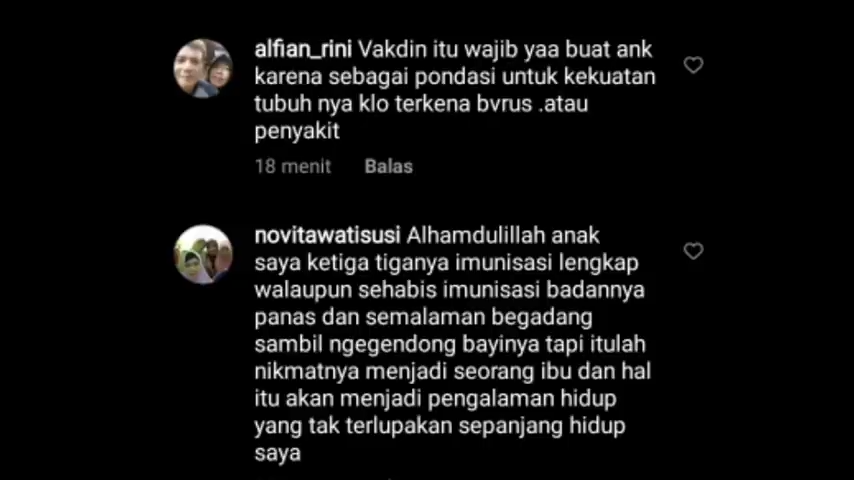 alfian_rini Vakdin itu wajib yaa buat ank
karena sebagai pondasi untuk kekuatan
tubuh nya klo terkena bvrus .atau
penyakit
18 menit Balas
novitawatisusi Alhamdulillah anak
saya ketiga tiganya imunisasi lengkap
walaupun sehabis imunisasi badannya
panas dan semalaman begadang
sambil ngegendong bayinya tapi itulah
nikmatnya menjadi seorang ibu dan hal
itu akan menjadi pengalaman hidup
yang tak terlupakan sepanjang hidup
saya